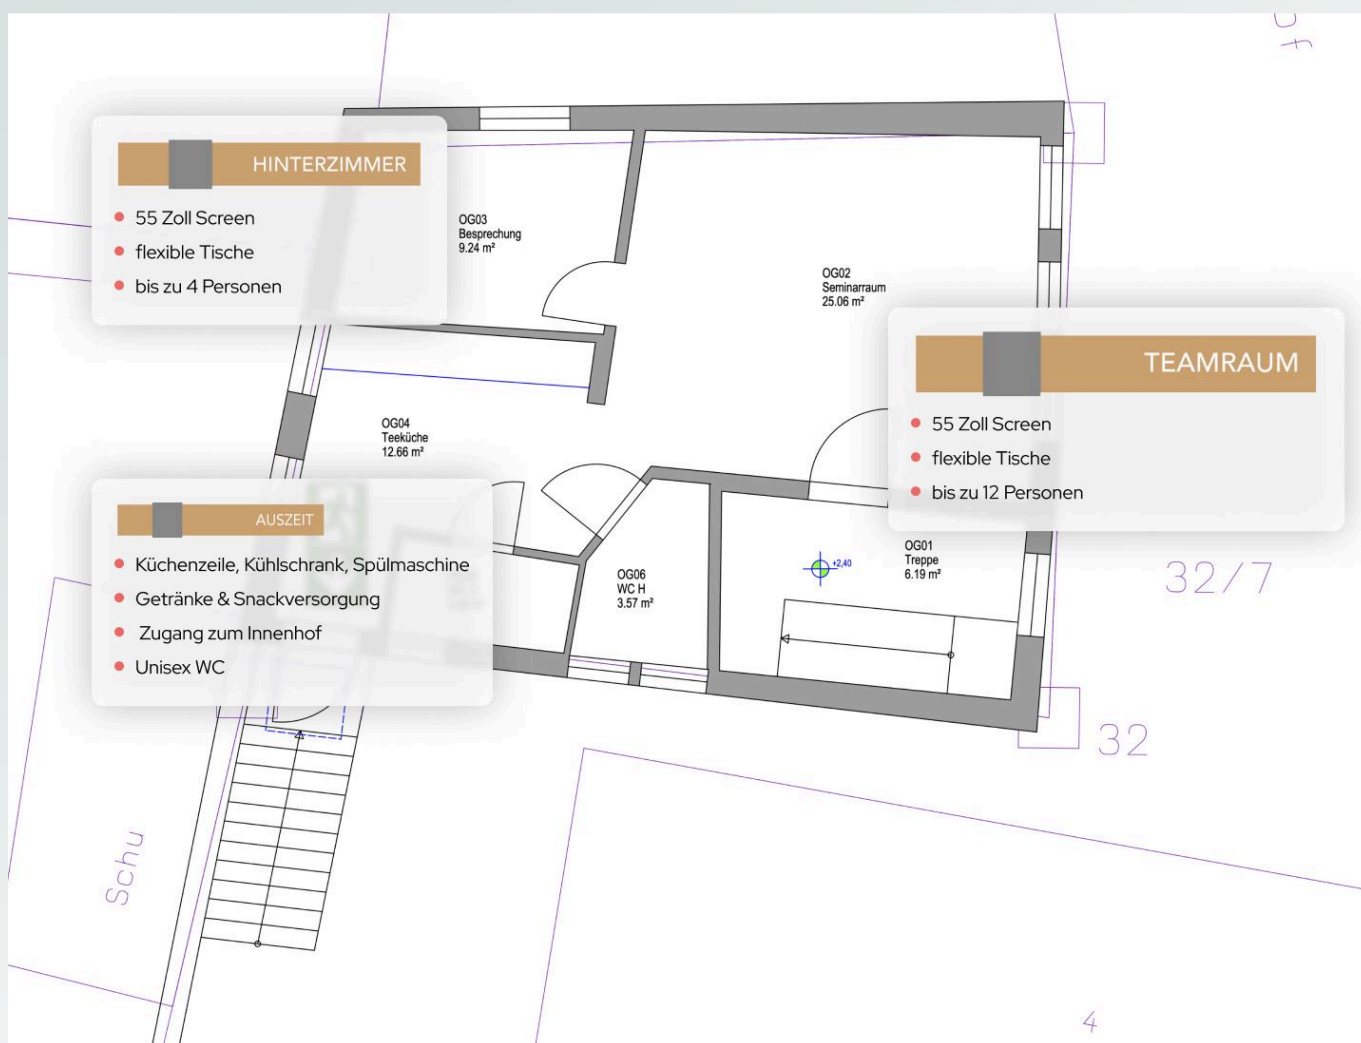 HINTERZIMMER
55 Zoll Screen
flexible Tische
bis zu 4 Personen
OG03
Besprechung
9.24 m²
OG02
Seminarraum
25.06 m²
TEAMRAUM
55 Zoll Screen
flexible Tische
bis zu 12 Personen
OG04
Teeküche
12.66 m²
AUSZEIT
Küchenzeile, Kühlschrank, Spülmaschine
Getränke & Snackversorgung
Zugang zum Innenhof
Unisex WC
OG06
WC H
3.57 m²
+2,40
OG01
Treppe
6.19 m²
32/7
32
Schu
4